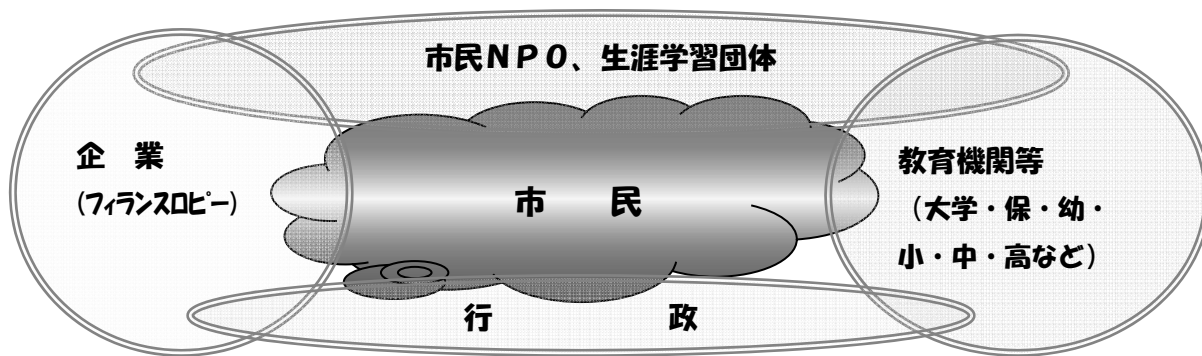 市民NPO、生涯学習団体
企　業
(フィランスロピー)
市　　民
教育機関等
（大学・保・幼・
小・中・高など）
行　　　　政